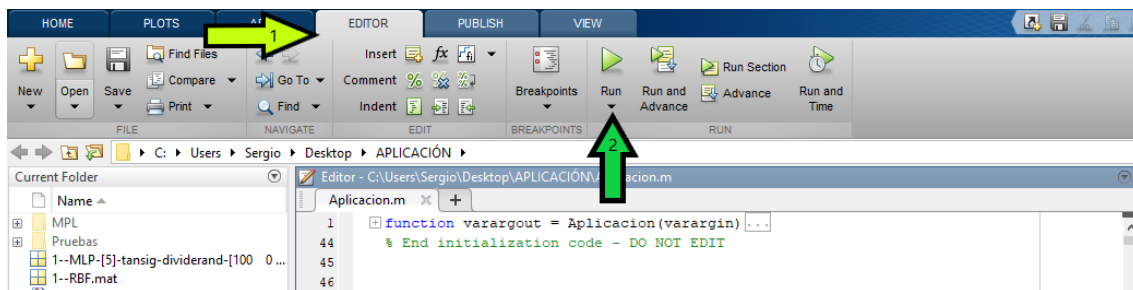 HOME PLOTS EDITOR PUBLISH VIEW
1
Find Files Insert fx
New Open Save Compare Go To Comment % Breakpoints Run Run and Advance Run Section Advance Run and Time
Print Find Indent
FILE NAVIGATE EDIT BREAKPOINTS RUN
2
C: Users Sergio Desktop APLICACIÓN
Current Folder Editor - C:\Users\Sergio\Desktop\APLICACIÓN\
Name Aplicacion.m +
MPL 1 function varargout = Aplicacion(varargin) ...
Pruebas 44 % End initialization code - DO NOT EDIT
1--MLP-[5]-tansig-dividerand-[100 0 ... 45
1--RBF.mat 46